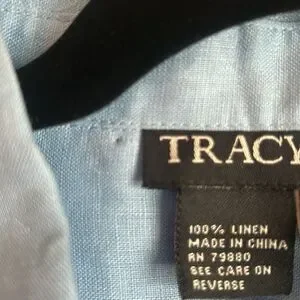 TRACY
100% LINEN
MADE IN CHINA
RN 79880
SEE CARE ON
REVERSE